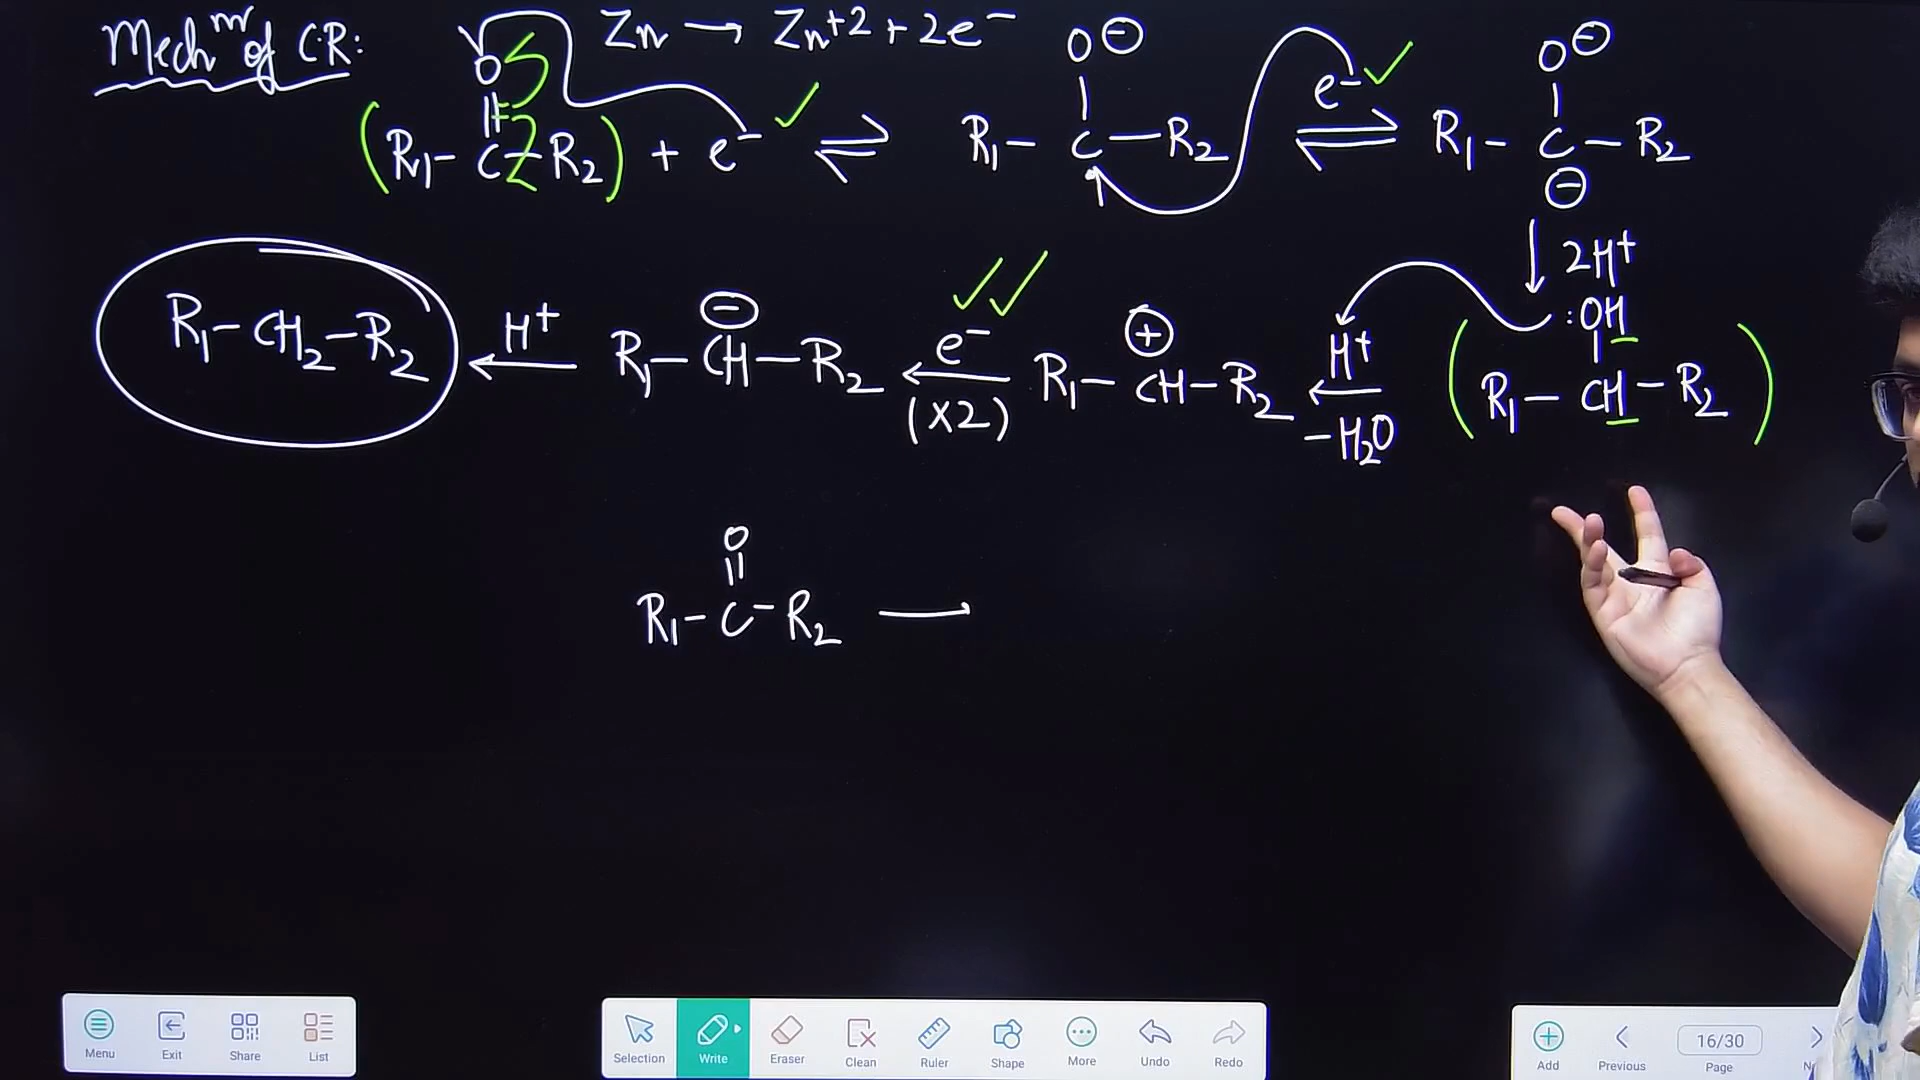 Mechᵐ of C.R:
Zn → Zn+2 + 2e⁻
(R₁-C(=O)-R₂) + e⁻ ⇌ R₁-C(-O⊖)-R₂ ⇌ e⁻ R₁-C(-O⊖)(⊖)-R₂
↓ 2H⁺
R₁-CH₂-R₂ ← H⁺ R₁-CH(⊖)-R₂ ← e⁻ (x2) R₁-CH(⊕)-R₂ ← H⁺ -H₂O (R₁-CH(-:OH)-R₂)
R₁-C(=O)-R₂ —
Menu Exit Share List
Selection Write Eraser Clean Ruler Shape More Undo Redo
Add Previous 16/30 Page